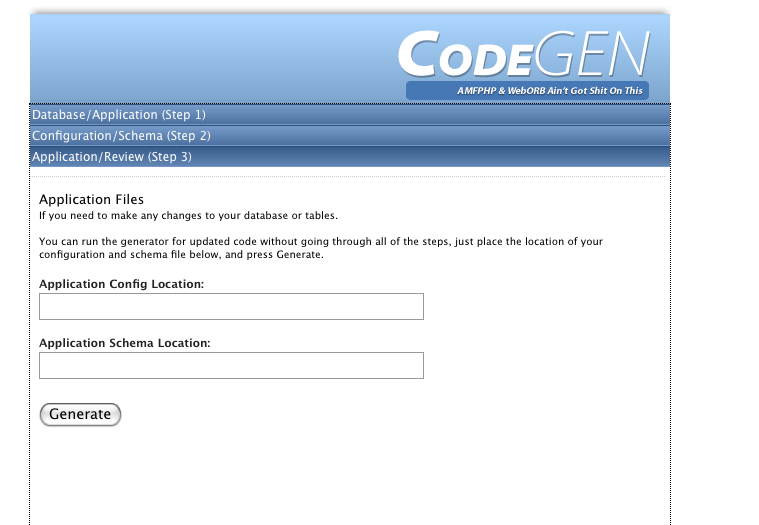 CODEGEN
AMFPHP & WebORB Ain't Got Shit On This
Database/Application (Step 1)
Configuration/Schema (Step 2)
Application/Review (Step 3)
Application Files
If you need to make any changes to your database or tables.
You can run the generator for updated code without going through all of the steps, just place the location of your
configuration and schema file below, and press Generate.
Application Config Location:
Application Schema Location:
Generate